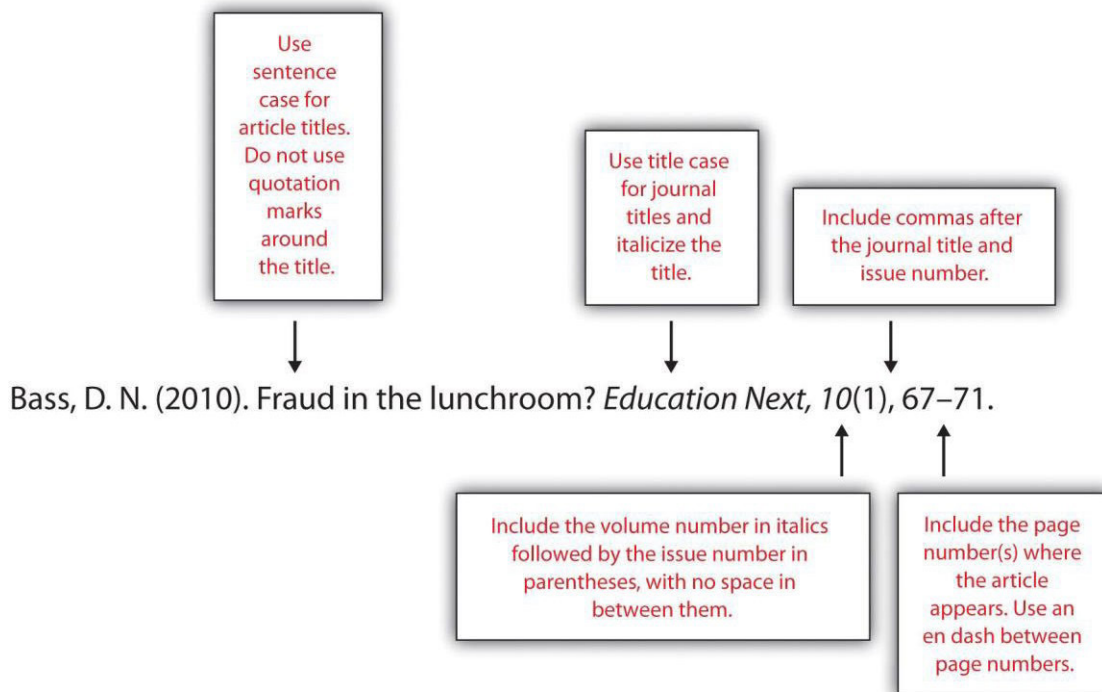 Use
sentence
case for
article titles.
Do not use
quotation
marks
around
the title.
Use title case
for journal
titles and
italicize the
title.
Include commas after
the journal title and
issue number.
Bass, D. N. (2010). Fraud in the lunchroom? Education Next, 10(1), 67–71.
Include the volume number in italics
followed by the issue number in
parentheses, with no space in
between them.
Include the page
number(s) where
the article
appears. Use an
en dash between
page numbers.